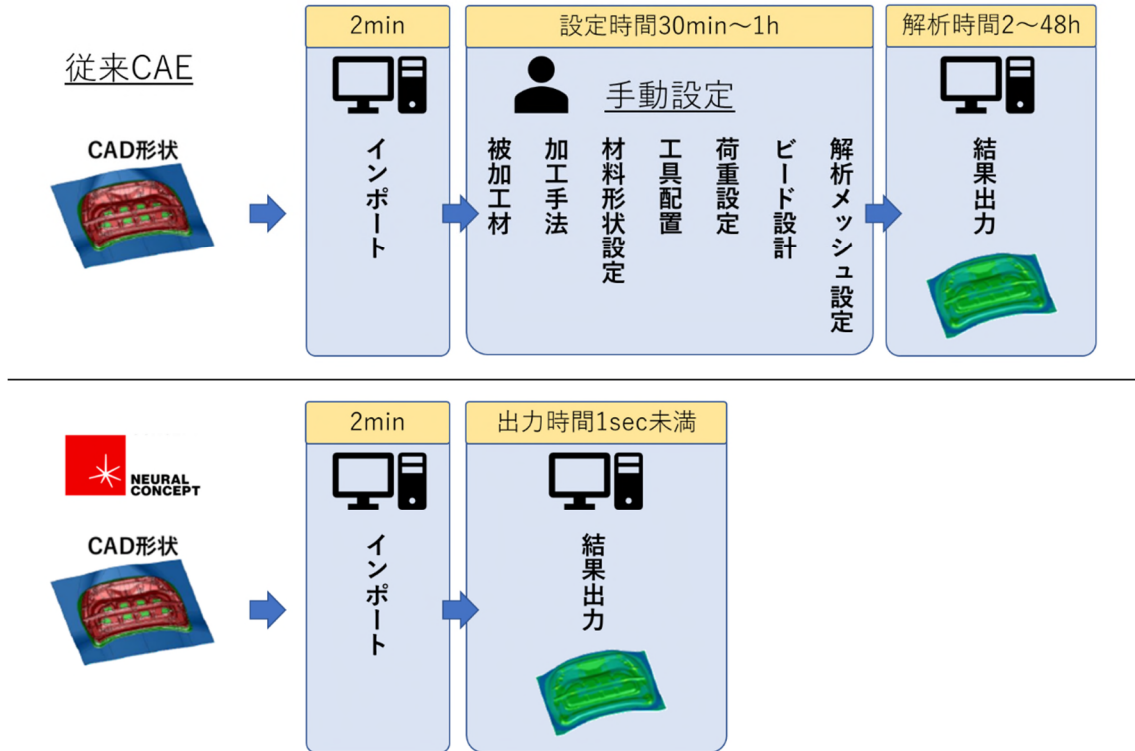 従来CAE
CAD形状
2min
インポート
設定時間30min～1h
手動設定
被加工材
加工手法
材料形状設定
工具配置
荷重設定
ビード設計
解析メッシュ設定
解析時間2～48h
結果出力
NEURAL
CONCEPT
CAD形状
2min
インポート
出力時間1sec未満
結果出力